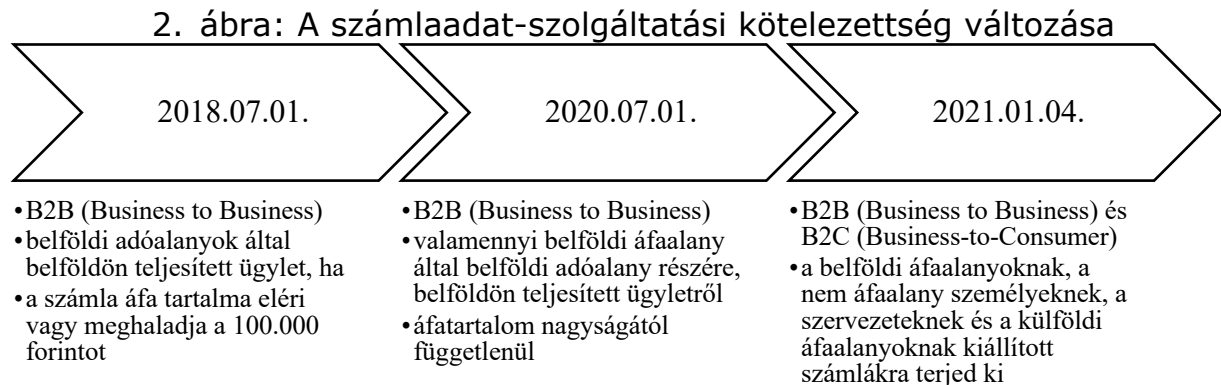 2. ábra: A számlaadat-szolgáltatási kötelezettség változása
2018.07.01.
2020.07.01.
2021.01.04.
•B2B (Business to Business)
•belföldi adóalanyok által
belföldön teljesített ügylet, ha
•a számla áfa tartalma eléri
vagy meghaladja a 100.000
forintot
•B2B (Business to Business)
•valamennyi belföldi áfaalany
által belföldi adóalany részére,
belföldön teljesített ügyletről
•áfatartalom nagyságától
függetlenül
•B2B (Business to Business) és
B2C (Business-to-Consumer)
•a belföldi áfaalanyoknak, a
nem áfaalany személyeknek, a
szervezeteknek és a külföldi
áfaalanyoknak kiállított
számlákra terjed ki